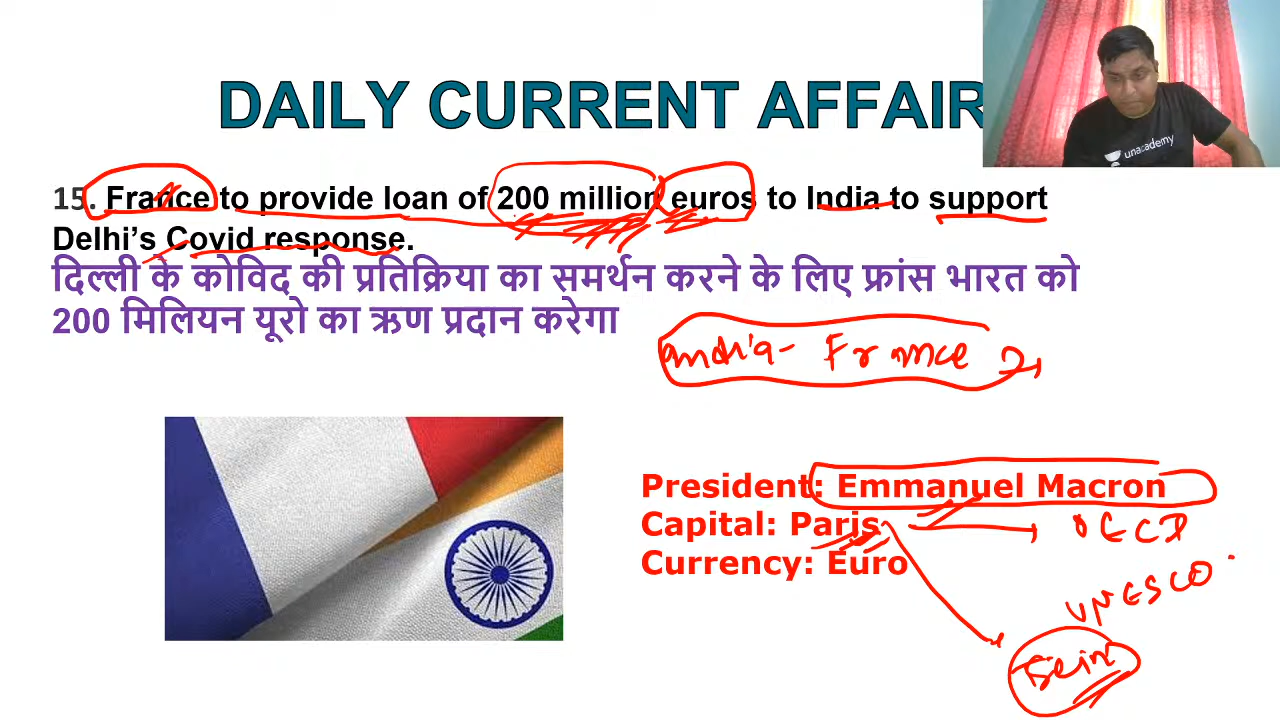 DAILY CURRENT AFFAIR
unacademy
15. France to provide loan of 200 million euros to India to support
Delhi's Covid response.
दिल्ली के कोविद की प्रतिक्रिया का समर्थन करने के लिए फ्रांस भारत को
200 मिलियन यूरो का ऋण प्रदान करेगा
India- France
President: Emmanuel Macron
Capital: Paris
OECD
Currency: Euro
UNESCO